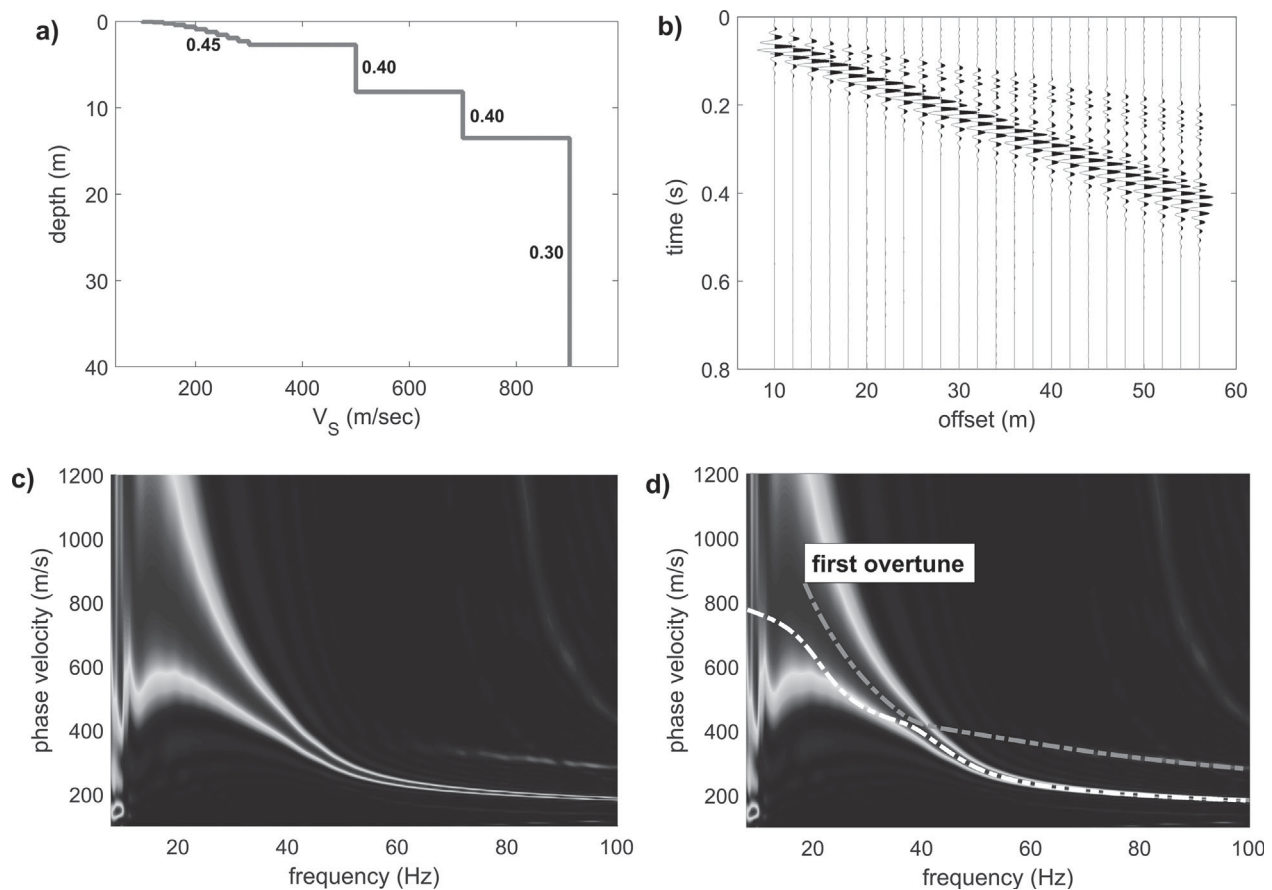 a)
0
10
20
30
40
depth (m)
0.45
0.40
0.40
0.30
200 400 600 800
V_S (m/sec)
b)
0
0.2
0.4
0.6
0.8
time (s)
10 20 30 40 50 60
offset (m)
c)
1200
1000
800
600
400
200
phase velocity (m/s)
20 40 60 80 100
frequency (Hz)
d)
1200
1000
800
600
400
200
phase velocity (m/s)
first overtune
20 40 60 80 100
frequency (Hz)